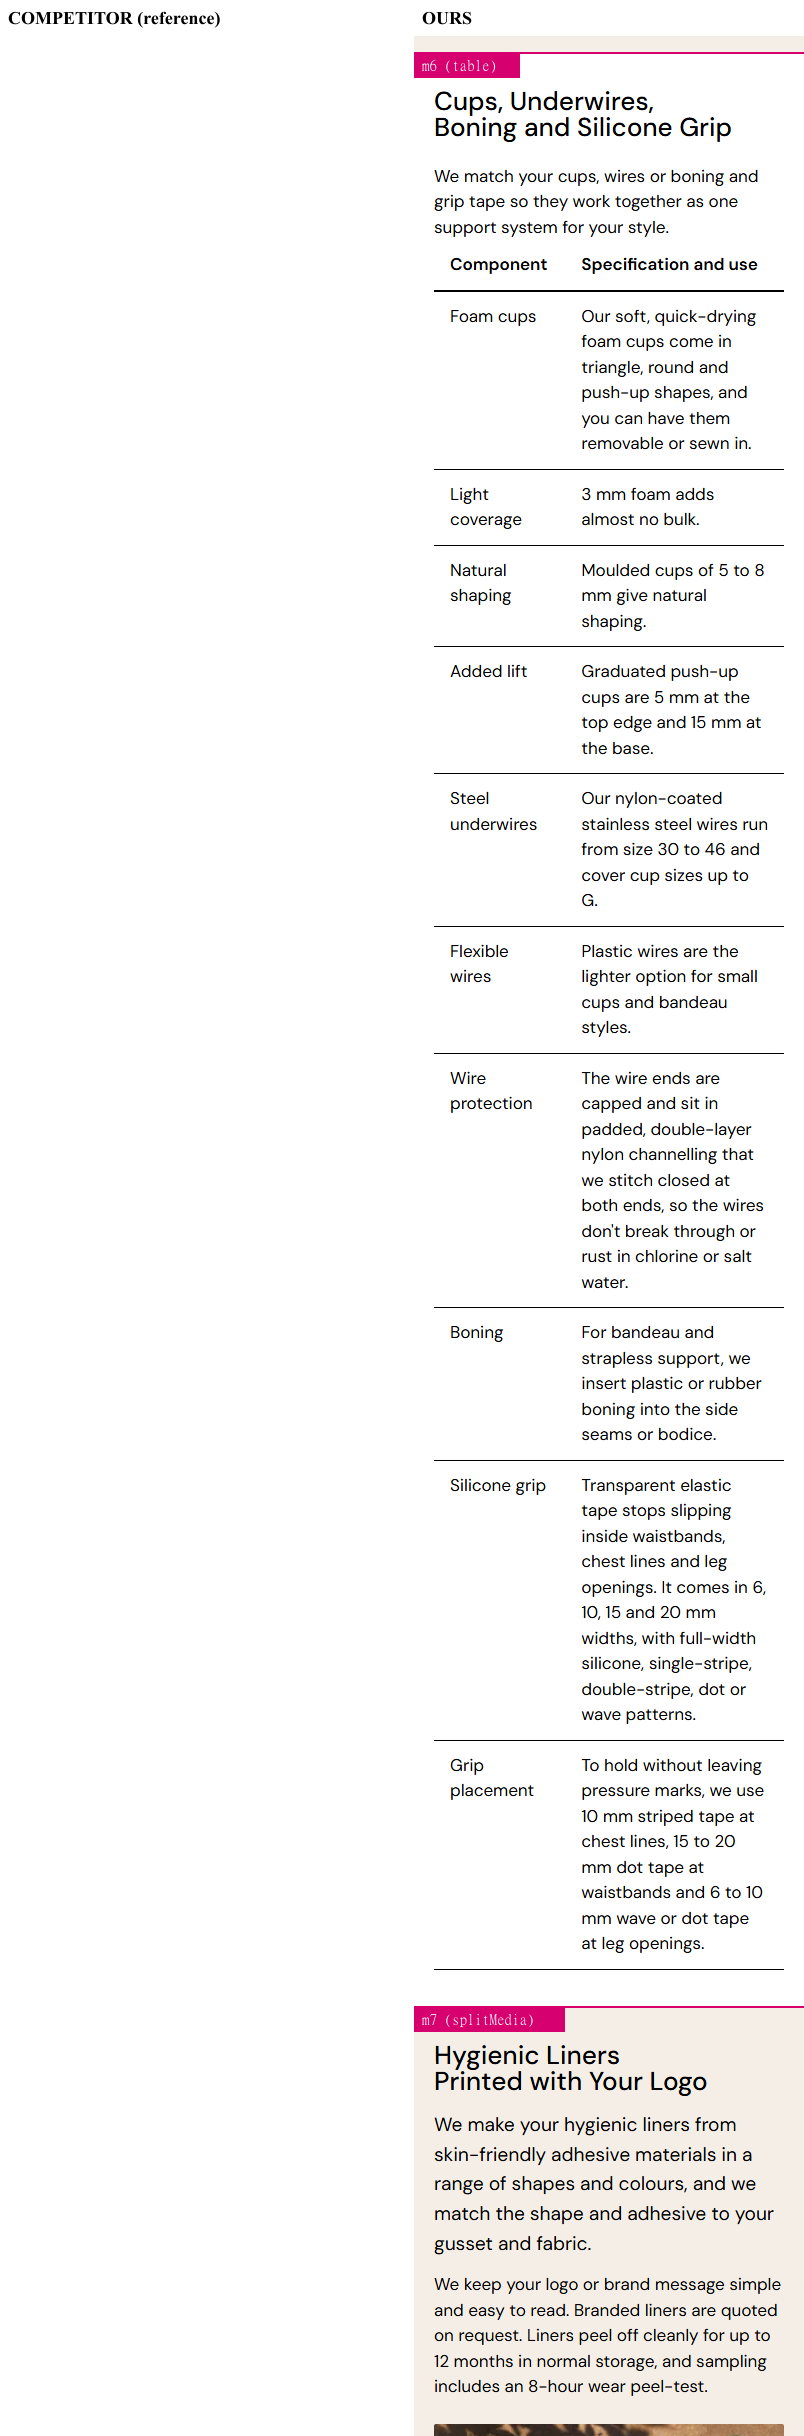 COMPETITOR (reference)
OURS
m6 (table)
Cups, Underwires,
Boning and Silicone Grip
We match your cups, wires or boning and
grip tape so they work together as one
support system for your style.
Component Specification and use
Foam cups Our soft, quick-drying
foam cups come in
triangle, round and
push-up shapes, and
you can have them
removable or sewn in.
Light 3 mm foam adds
coverage almost no bulk.
Natural Moulded cups of 5 to 8
shaping mm give natural
shaping.
Added lift Graduated push-up
cups are 5 mm at the
top edge and 15 mm at
the base.
Steel Our nylon-coated
underwires stainless steel wires run
from size 30 to 46 and
cover cup sizes up to
G.
Flexible Plastic wires are the
wires lighter option for small
cups and bandeau
styles.
Wire The wire ends are
protection capped and sit in
padded, double-layer
nylon channelling that
we stitch closed at
both ends, so the wires
don't break through or
rust in chlorine or salt
water.
Boning For bandeau and
strapless support, we
insert plastic or rubber
boning into the side
seams or bodice.
Silicone grip Transparent elastic
tape stops slipping
inside waistbands,
chest lines and leg
openings. It comes in 6,
10, 15 and 20 mm
widths, with full-width
silicone, single-stripe,
double-stripe, dot or
wave patterns.
Grip To hold without leaving
placement pressure marks, we use
10 mm striped tape at
chest lines, 15 to 20
mm dot tape at
waistbands and 6 to 10
mm wave or dot tape
at leg openings.
m7 (splitMedia)
Hygienic Liners
Printed with Your Logo
We make your hygienic liners from
skin-friendly adhesive materials in a
range of shapes and colours, and we
match the shape and adhesive to your
gusset and fabric.
We keep your logo or brand message simple
and easy to read. Branded liners are quoted
on request. Liners peel off cleanly for up to
12 months in normal storage, and sampling
includes an 8-hour wear peel-test.